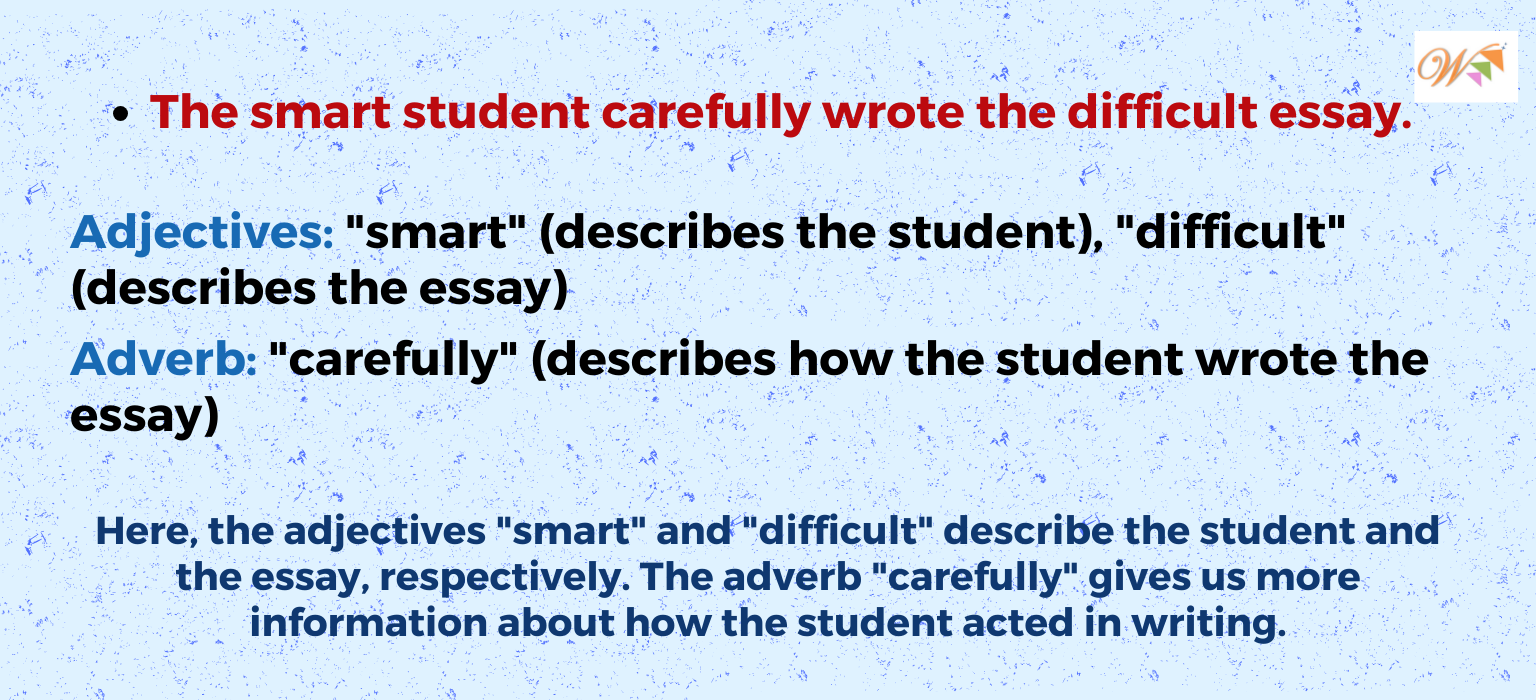 • The smart student carefully wrote the difficult essay.
Adjectives: "smart" (describes the student), "difficult"
(describes the essay)
Adverb: "carefully" (describes how the student wrote the
essay)
Here, the adjectives "smart" and "difficult" describe the student and
the essay, respectively. The adverb "carefully" gives us more
information about how the student acted in writing.
W